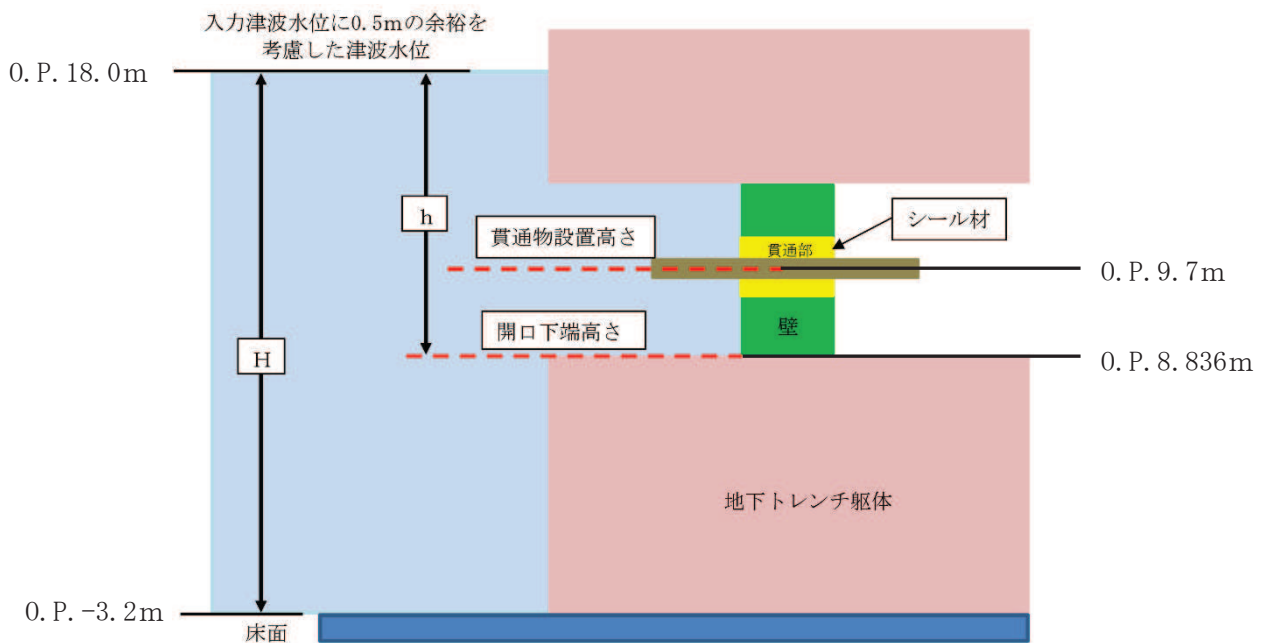 入力津波水位に0.5mの余裕を
考慮した津波水位
O.P.18.0m
h
貫通物設置高さ
シール材
貫通部
O.P.9.7m
開口下端高さ
壁
H
O.P.8.836m
地下トレンチ躯体
O.P.-3.2m
床面